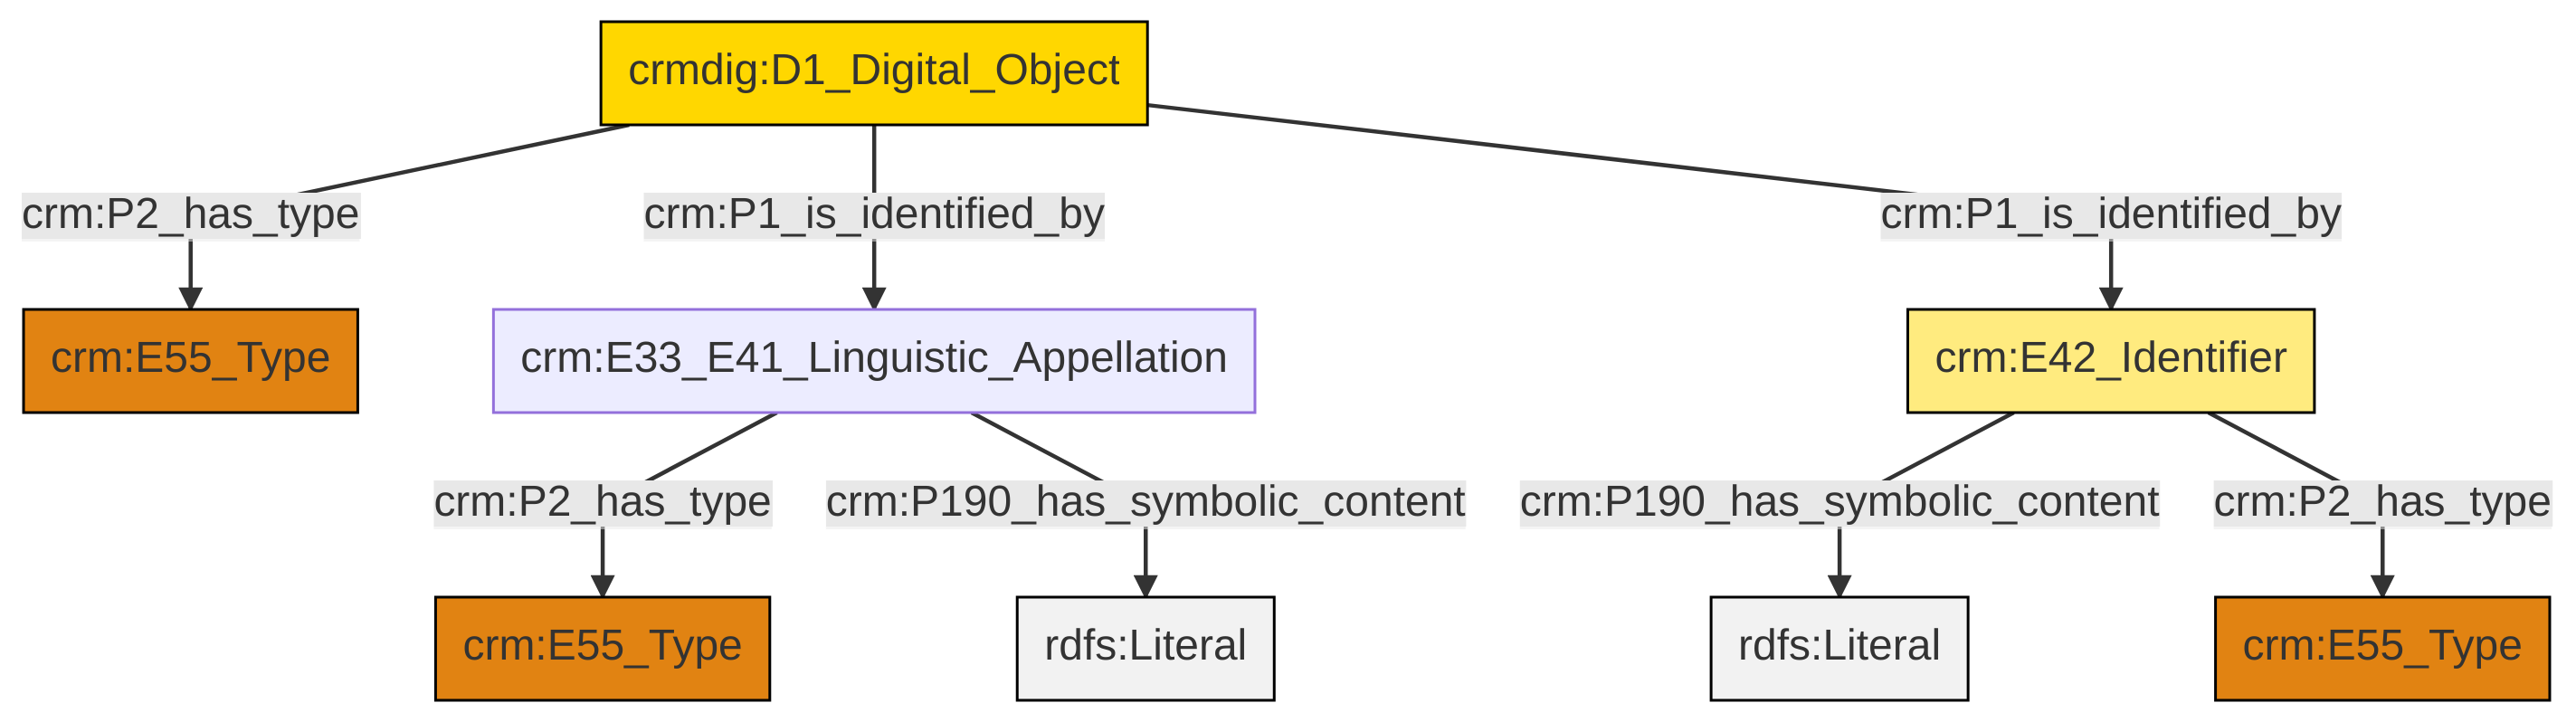 crmdig:D1_Digital_Object
crm:P2_has_type
crm:P1_is_identified_by
crm:P1_is_identified_by
crm:E55_Type
crm:E33_E41_Linguistic_Appellation
crm:E42_Identifier
crm:P2_has_type
crm:P190_has_symbolic_content
crm:P190_has_symbolic_content
crm:P2_has_type
crm:E55_Type
rdfs:Literal
rdfs:Literal
crm:E55_Type